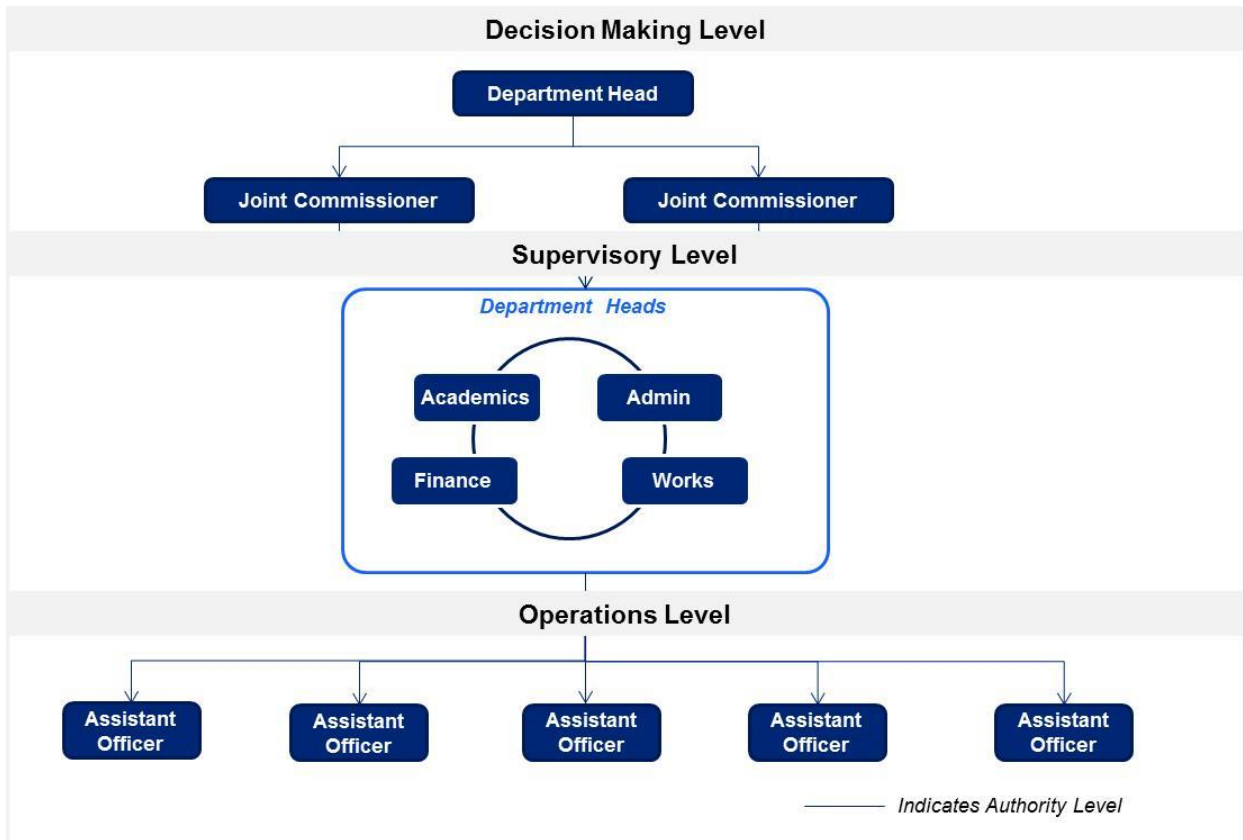 Decision Making Level
Department Head
Joint Commissioner
Joint Commissioner
Supervisory Level
Department Heads
Academics
Admin
Finance
Works
Operations Level
Assistant
Officer
Assistant
Officer
Assistant
Officer
Assistant
Officer
Assistant
Officer
Indicates Authority Level